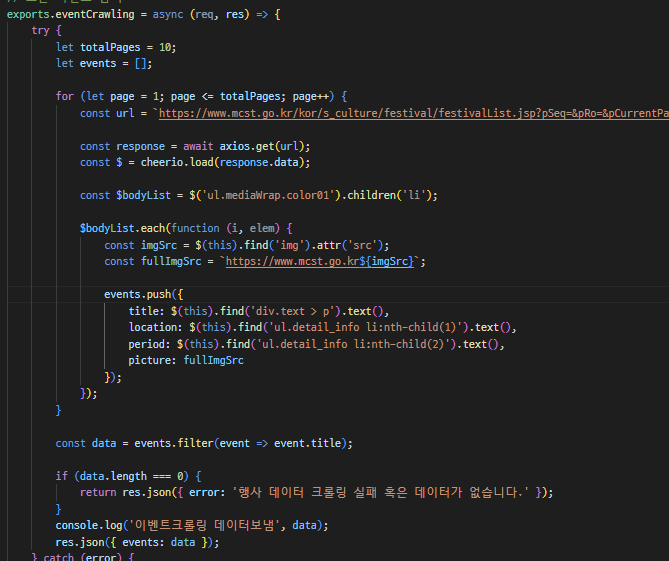 exports.eventCrawling = async (req, res) => {
    try {
        let totalPages = 10;
        let events = [];
        for (let page = 1; page <= totalPages; page++) {
            const url = `https://www.mcst.go.kr/kor/s_culture/festival/festivalList.jsp?pSeq=&pRo=&pCurrentPa
            const response = await axios.get(url);
            const $ = cheerio.load(response.data);
            const $bodyList = $('ul.mediaWrap.color01').children('li');
            $bodyList.each(function (i, elem) {
                const imgSrc = $(this).find('img').attr('src');
                const fullImgSrc = `https://www.mcst.go.kr${imgSrc}`;
                events.push({
                    title: $(this).find('div.text > p').text(),
                    location: $(this).find('ul.detail_info li:nth-child(1)').text(),
                    period: $(this).find('ul.detail_info li:nth-child(2)').text(),
                    picture: fullImgSrc
                });
            });
        }
        const data = events.filter(event => event.title);
        if (data.length === 0) {
            return res.json({ error: '행사 데이터 크롤링 실패 혹은 데이터가 없습니다.' });
        }
        console.log('이벤트크롤링 데이터보냄', data);
        res.json({ events: data });
    } catch (error) {